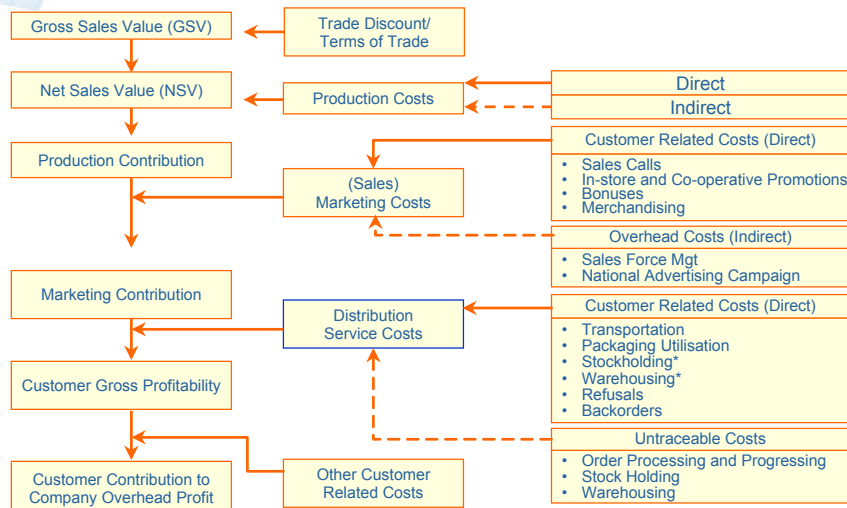 Gross Sales Value (GSV)
Trade Discount/
Terms of Trade
Net Sales Value (NSV)
Production Costs
Direct
Indirect
Production Contribution
(Sales)
Marketing Costs
Customer Related Costs (Direct)
• Sales Calls
• In-store and Co-operative Promotions
• Bonuses
• Merchandising
Overhead Costs (Indirect)
• Sales Force Mgt
• National Advertising Campaign
Marketing Contribution
Distribution
Service Costs
Customer Related Costs (Direct)
• Transportation
• Packaging Utilisation
• Stockholding*
• Warehousing*
• Refusals
• Backorders
Customer Gross Profitability
Untraceable Costs
• Order Processing and Progressing
• Stock Holding
• Warehousing
Customer Contribution to
Company Overhead Profit
Other Customer
Related Costs